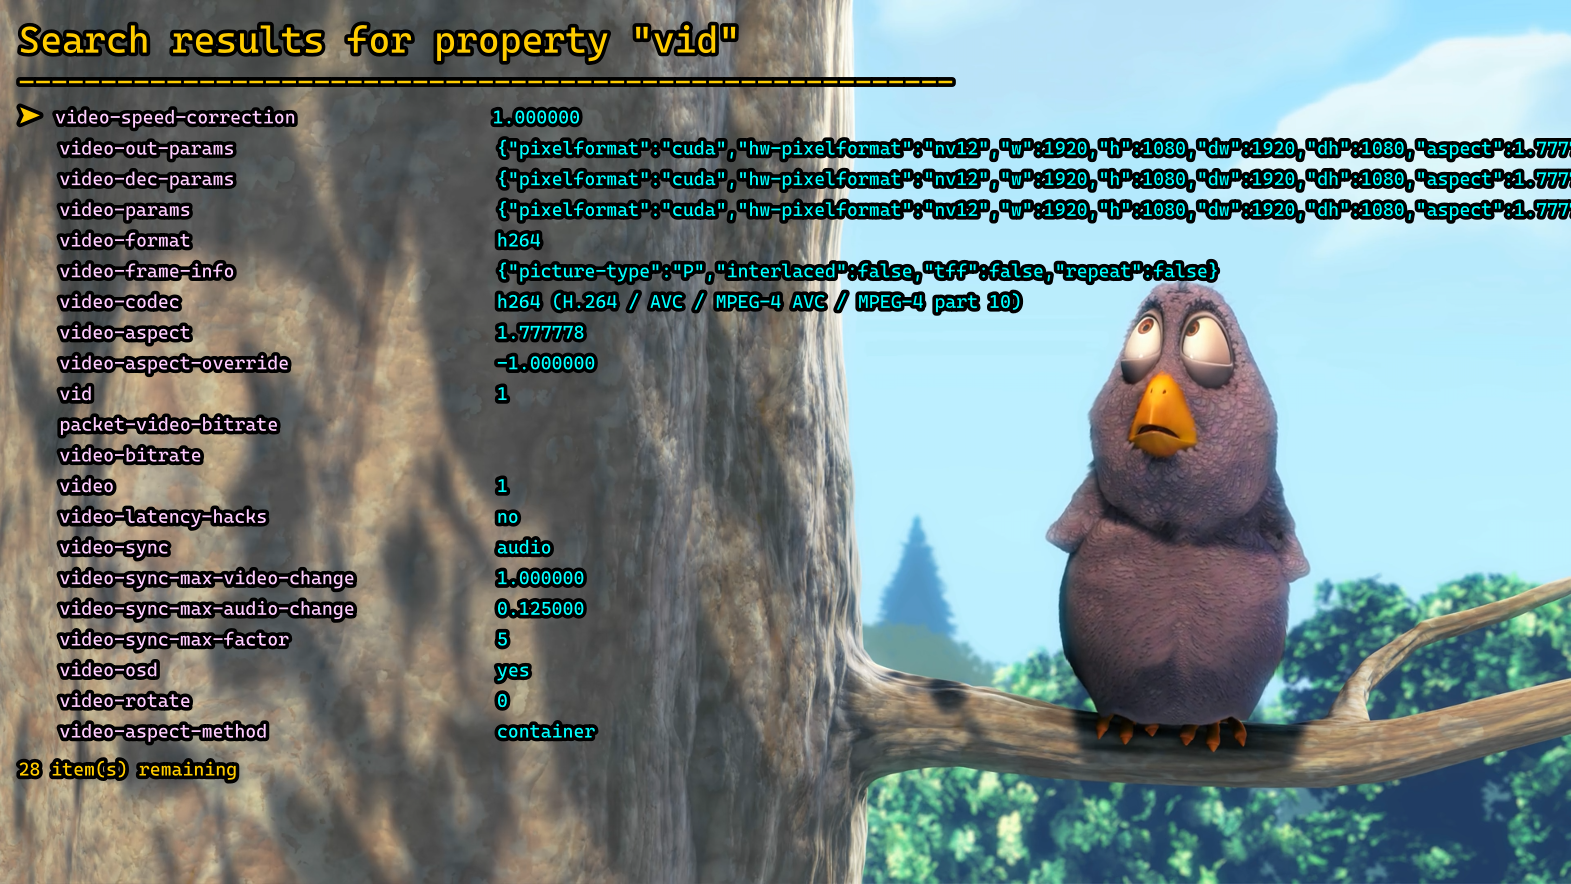 Search results for property "vid"
------------------------------------------------------------
➤ video-speed-correction 1.000000
video-out-params {"pixelformat":"cuda","hw-pixelformat":"nv12","w":1920,"h":1080,"dw":1920,"dh":1080,"aspect":1.777
video-dec-params {"pixelformat":"cuda","hw-pixelformat":"nv12","w":1920,"h":1080,"dw":1920,"dh":1080,"aspect":1.777
video-params {"pixelformat":"cuda","hw-pixelformat":"nv12","w":1920,"h":1080,"dw":1920,"dh":1080,"aspect":1.777
video-format h264
video-frame-info {"picture-type":"P","interlaced":false,"tff":false,"repeat":false}
video-codec h264 (H.264 / AVC / MPEG-4 AVC / MPEG-4 part 10)
video-aspect 1.777778
video-aspect-override -1.000000
vid 1
packet-video-bitrate
video-bitrate
video 1
video-latency-hacks no
video-sync audio
video-sync-max-video-change 1.000000
video-sync-max-audio-change 0.125000
video-sync-max-factor 5
video-osd yes
video-rotate 0
video-aspect-method container
28 item(s) remaining